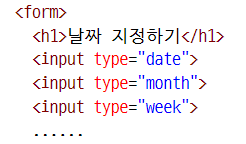 <form>
<h1>날짜 지정하기</h1>
<input type="date">
<input type="month">
<input type="week">
......